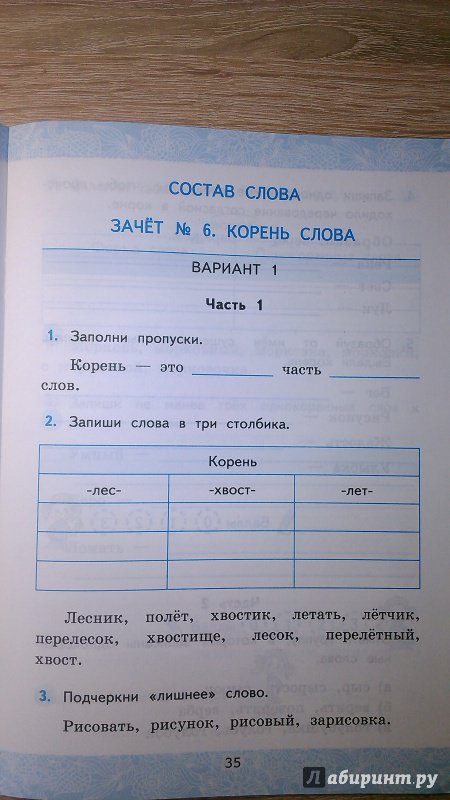 СОСТАВ СЛОВА
ЗАЧЁТ № 6. КОРЕНЬ СЛОВА
ВАРИАНТ 1
Часть 1
1. Заполни пропуски.
Корень — это __________ часть __________
слов.
2. Запиши слова в три столбика.
Корень
-лес- -хвост- -лет-
Лесник, полёт, хвостик, летать, лётчик,
перелесок, хвостище, лесок, перелётный,
хвост.
3. Подчеркни «лишнее» слово.
Рисовать, рисунок, рисовый, зарисовка.
35
Лабиринт.ру